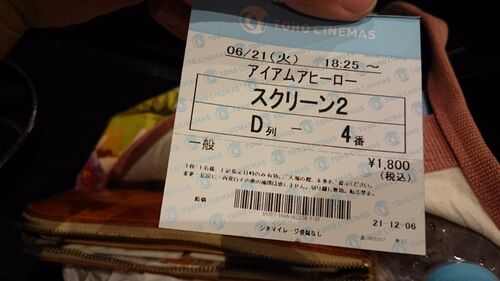 TOHO CINEMAS
06/21(火) 18:25 ～
アイアムアヒーロー
スクリーン2
D 列 － 4 番
一般
¥1,800
(税込)
21-12-06
シネマイレージ登録なし